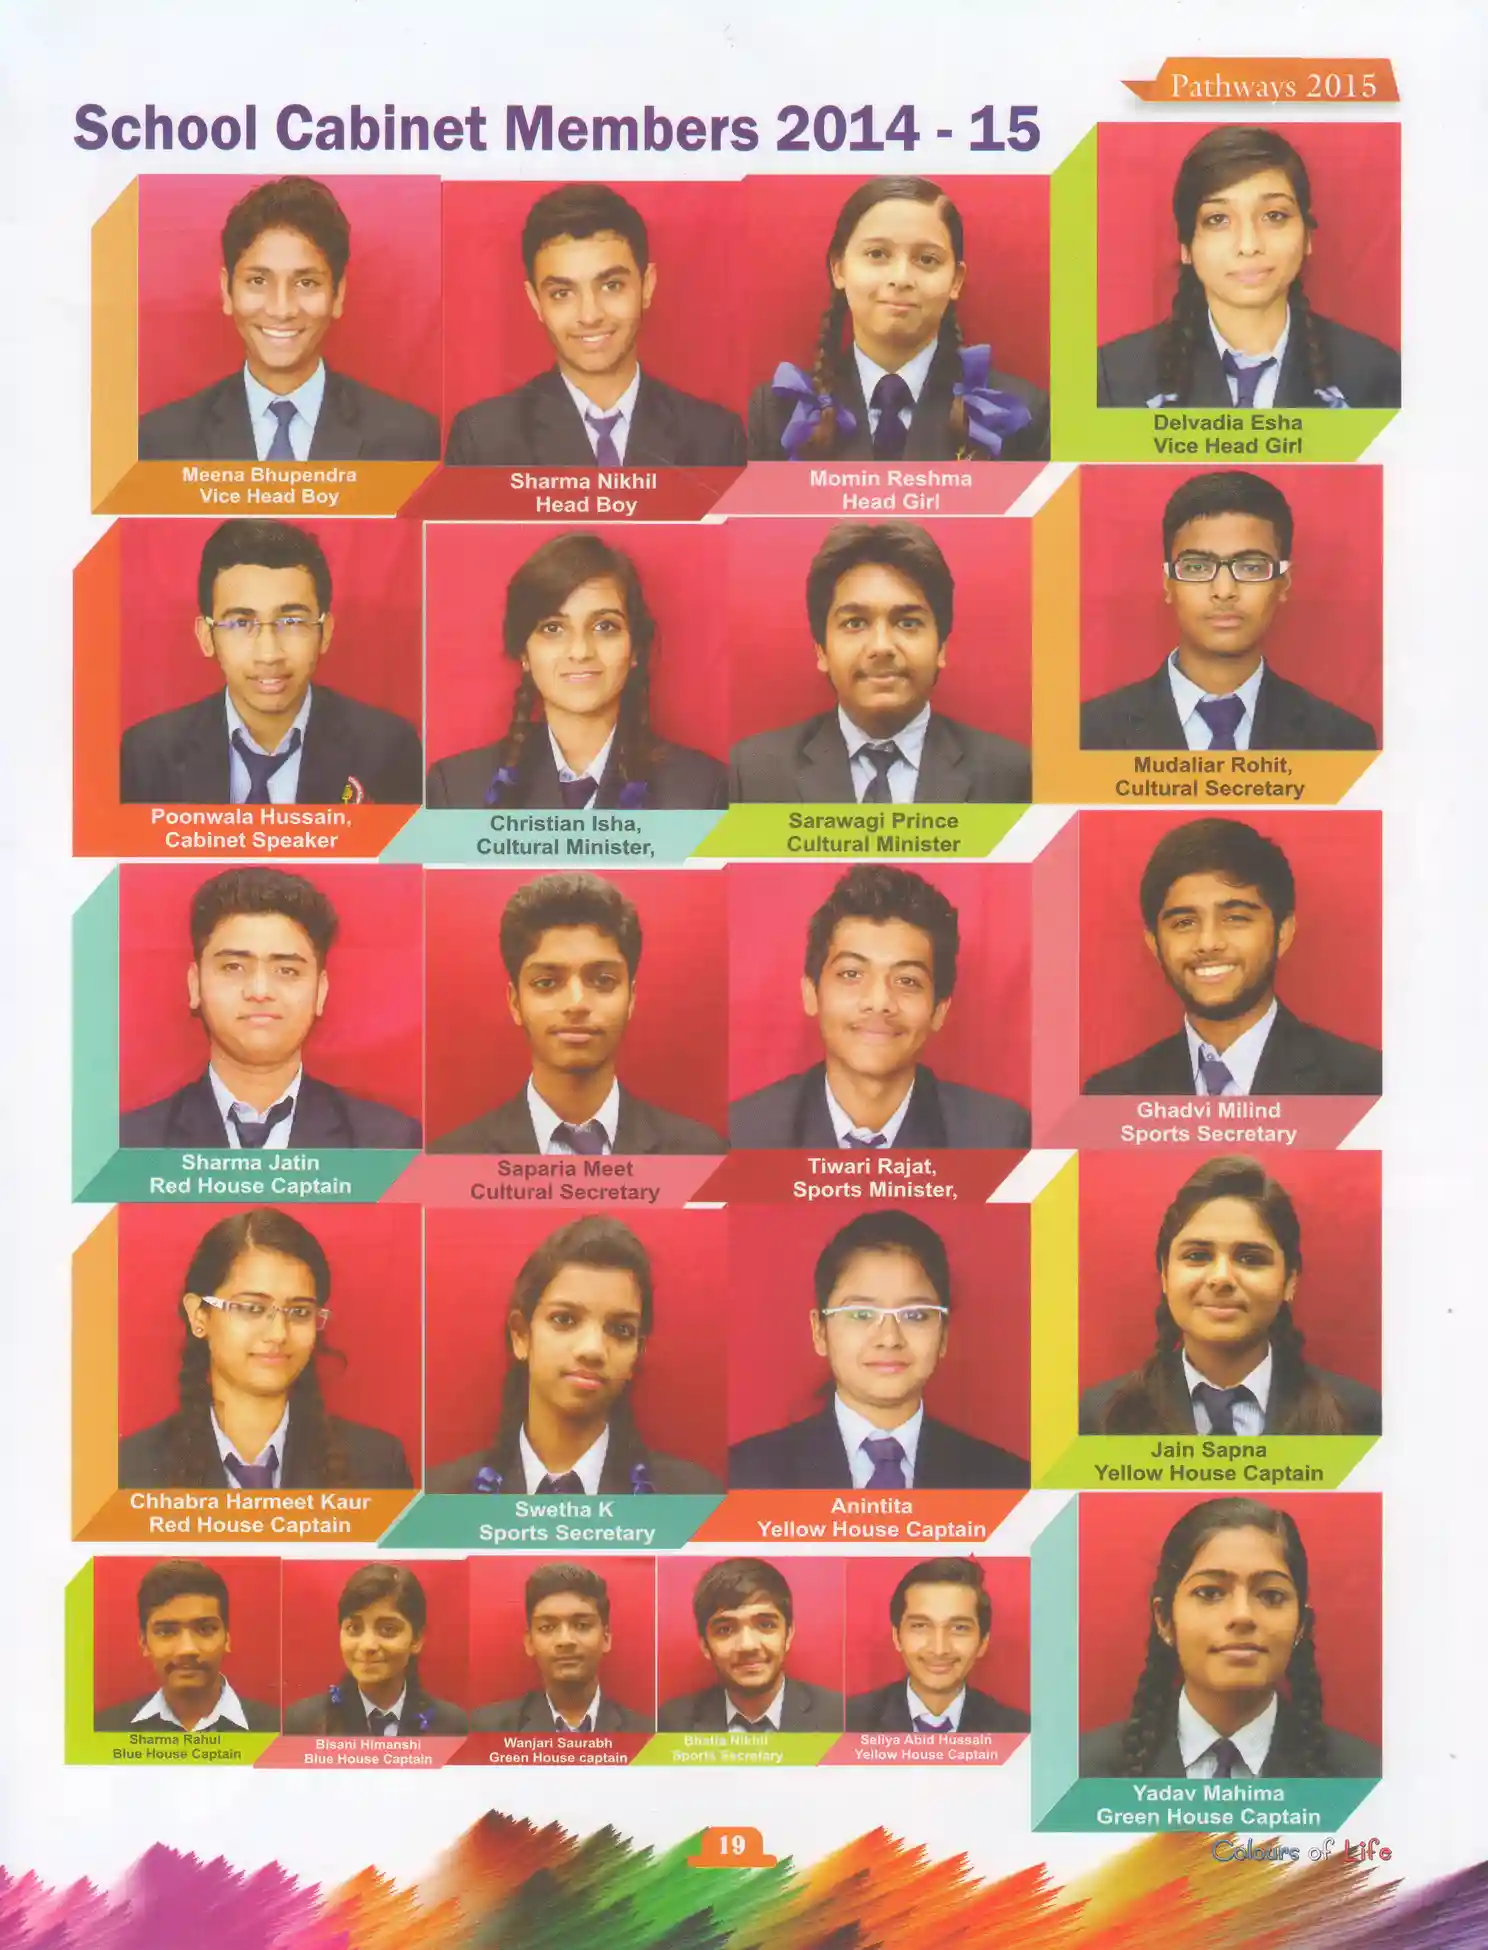 Pathways 2015
School Cabinet Members 2014 - 15
Meena Bhupendra
Vice Head Boy
Sharma Nikhil
Head Boy
Momin Reshma
Head Girl
Delvadia Esha
Vice Head Girl
Poonwala Hussain,
Cabinet Speaker
Christian Isha,
Cultural Minister,
Sarawagi Prince
Cultural Minister
Mudaliar Rohit,
Cultural Secretary
Sharma Jatin
Red House Captain
Saparia Meet
Cultural Secretary
Tiwari Rajat,
Sports Minister,
Ghadvi Milind
Sports Secretary
Chhabra Harmeet Kaur
Red House Captain
Swetha K
Sports Secretary
Anintita
Yellow House Captain
Jain Sapna
Yellow House Captain
Sharma Rahul
Blue House Captain
Bisani Himanshi
Blue House Captain
Wanjari Saurabh
Green House captain
Bhatia Nikhil
Sports Secretary
Seliya Abid Hussain
Yellow House Captain
Yadav Mahima
Green House Captain
19
Colours of Life